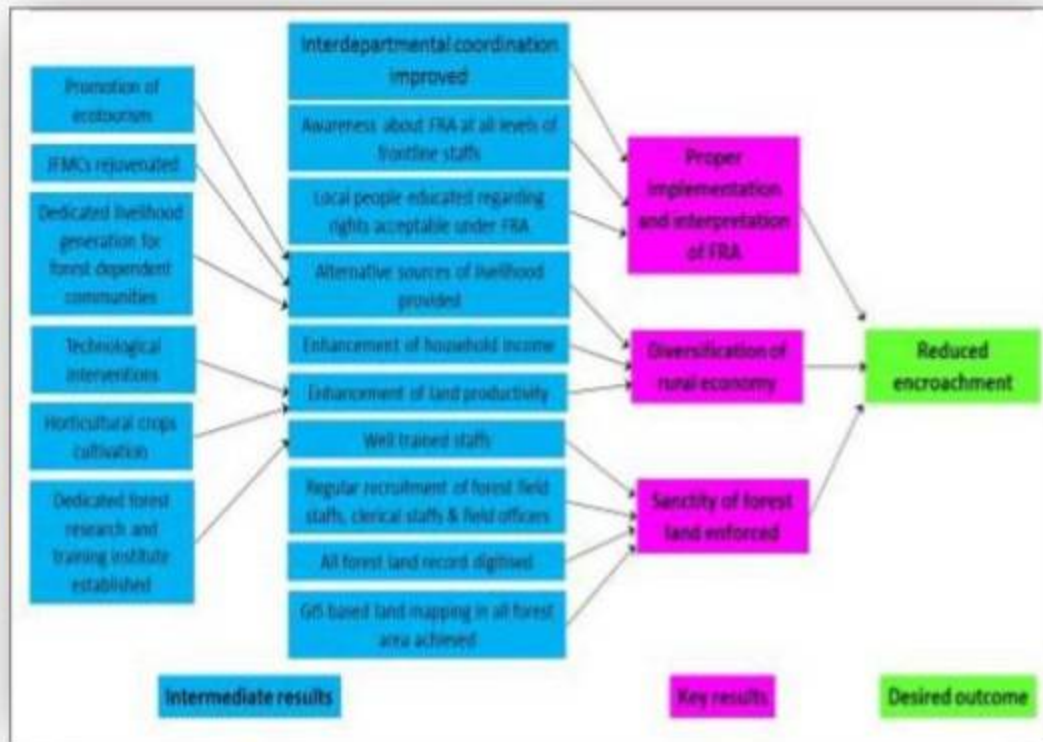 Promotion of
ecotourism
JFMCs rejuvenated
Dedicated livelihood
generation for
forest dependent
communities
Technological
interventions
Horticultural crops
cultivation
Dedicated forest
research and
training institute
established
Interdepartmental coordination
improved
Awareness about FRA at all levels of
frontline staffs
Local people educated regarding
rights acceptable under FRA
Alternative sources of livelihood
provided
Enhancement of household income
Enhancement of land productivity
Well trained staffs
Regular recruitment of forest field
staffs, clerical staffs & field officers
All forest land record digitised
GIS based land mapping in all forest
area achieved
Proper
implementation
and interpretation
of FRA
Diversification of
rural economy
Sanctity of forest
land enforced
Reduced
encroachment
Intermediate results
Key results
Desired outcome